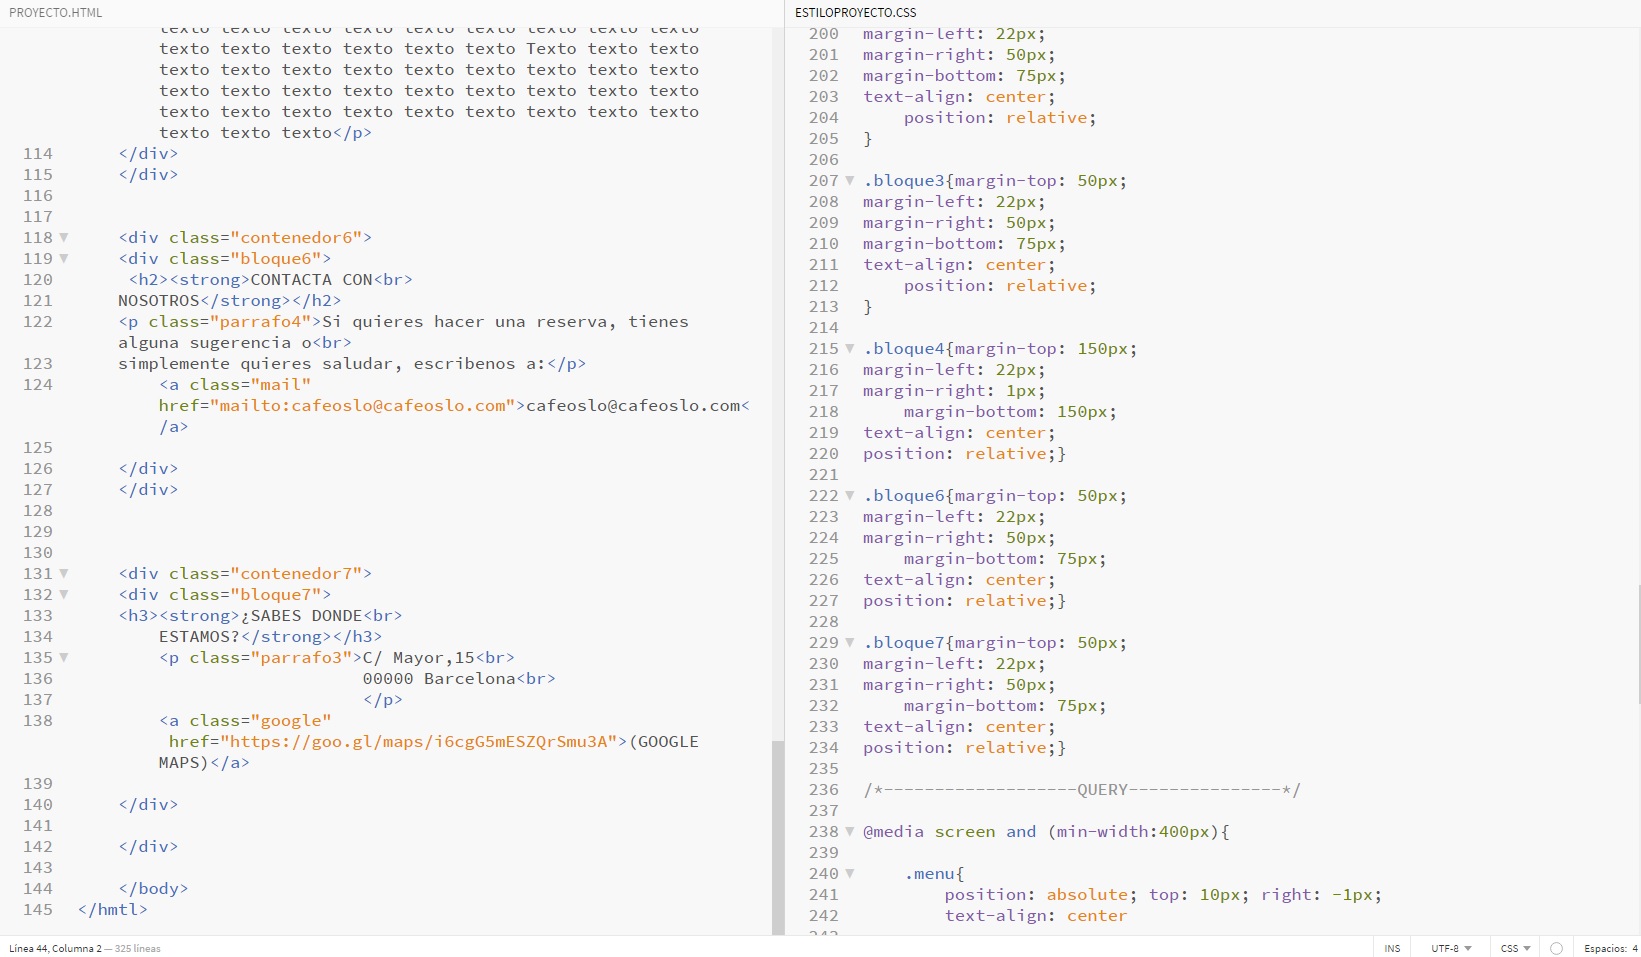 PROYECTO.HTML
texto texto texto texto texto texto texto texto texto
texto texto texto texto texto texto Texto texto texto
texto texto texto texto texto texto texto texto texto
texto texto texto texto texto texto texto texto texto
texto texto texto texto texto texto texto texto texto
texto texto texto</p>
114 </div>
115 </div>
116
117
118 <div class="contenedor6">
119 <div class="bloque6">
120 <h2><strong>CONTACTA CON<br>
121 NOSOTROS</strong></h2>
122 <p class="parrafo4">Si quieres hacer una reserva, tienes
alguna sugerencia o<br>
123 simplemente quieres saludar, escribenos a:</p>
124 <a class="mail"
href="mailto:cafeoslo@cafeoslo.com">cafeoslo@cafeoslo.com<
/a>
125
126 </div>
127 </div>
128
129
130
131 <div class="contenedor7">
132 <div class="bloque7">
133 <h3><strong>¿SABES DONDE<br>
134 ESTAMOS?</strong></h3>
135 <p class="parrafo3">C/ Mayor,15<br>
136 00000 Barcelona<br>
137 </p>
138 <a class="google"
href="https://goo.gl/maps/i6cgG5mESZQrSmu3A">(GOOGLE
MAPS)</a>
139
140 </div>
141
142 </div>
143
144 </body>
145 </hmtl>
ESTILOPROYECTO.CSS
200 margin-left: 22px;
201 margin-right: 50px;
202 margin-bottom: 75px;
203 text-align: center;
204 position: relative;
205 }
206
207 .bloque3{margin-top: 50px;
208 margin-left: 22px;
209 margin-right: 50px;
210 margin-bottom: 75px;
211 text-align: center;
212 position: relative;
213 }
214
215 .bloque4{margin-top: 150px;
216 margin-left: 22px;
217 margin-right: 1px;
218 margin-bottom: 150px;
219 text-align: center;
220 position: relative;}
221
222 .bloque6{margin-top: 50px;
223 margin-left: 22px;
224 margin-right: 50px;
225 margin-bottom: 75px;
226 text-align: center;
227 position: relative;}
228
229 .bloque7{margin-top: 50px;
230 margin-left: 22px;
231 margin-right: 50px;
232 margin-bottom: 75px;
233 text-align: center;
234 position: relative;}
235
236 /*-------------------QUERY---------------*/
237
238 @media screen and (min-width:400px){
239
240 .menu{
241 position: absolute; top: 10px; right: -1px;
242 text-align: center
Línea 44, Columna 2 — 325 líneas
INS UTF-8 CSS Espacios: 4